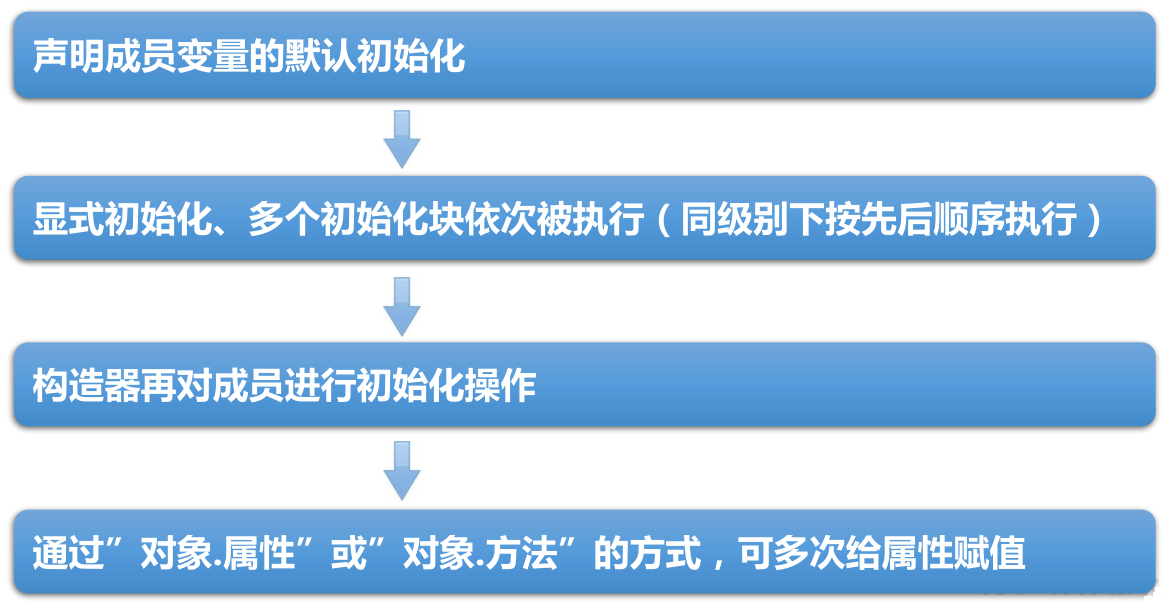 声明成员变量的默认初始化
显式初始化、多个初始化块依次被执行（同级别下按先后顺序执行）
构造器再对成员进行初始化操作
通过”对象.属性”或”对象.方法”的方式，可多次给属性赋值